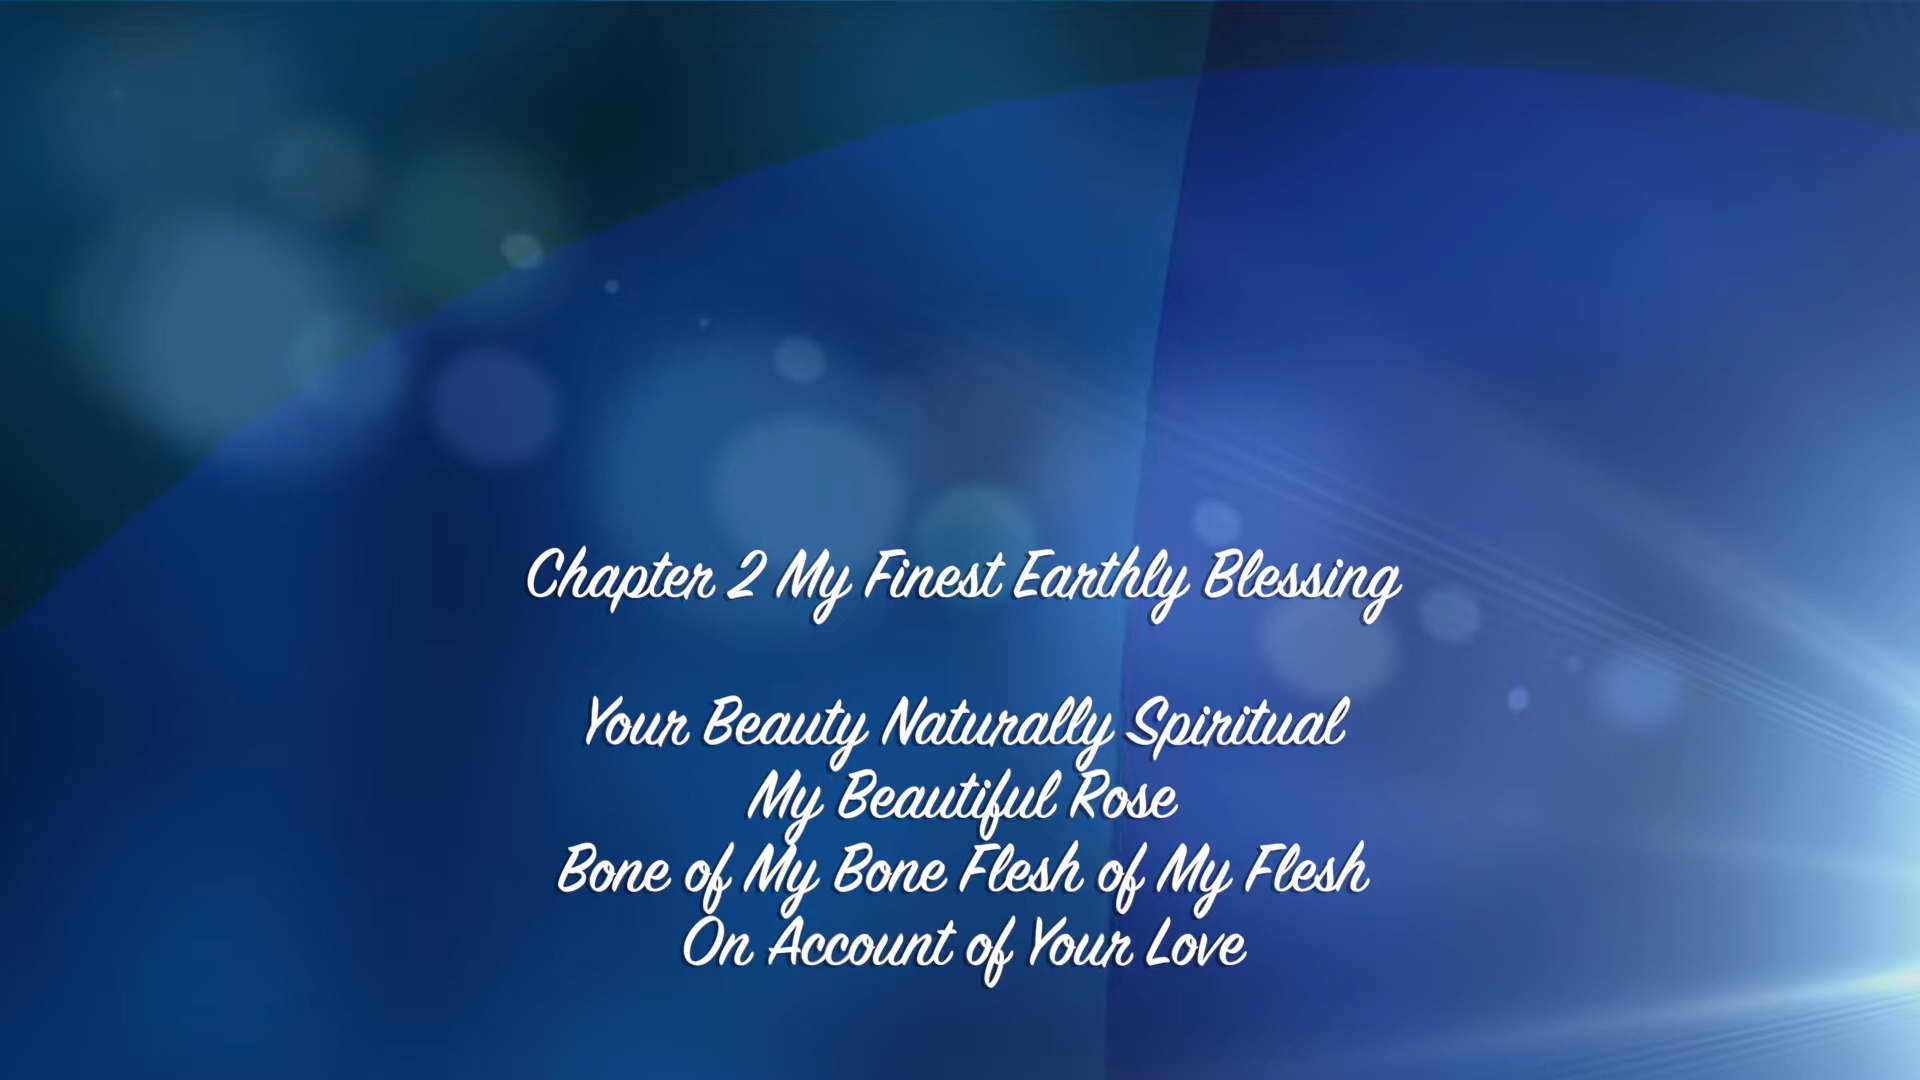 Chapter 2 My Finest Earthly Blessing
Your Beauty Naturally Spiritual
My Beautiful Rose
Bone of My Bone Flesh of My Flesh
On Account of Your Love